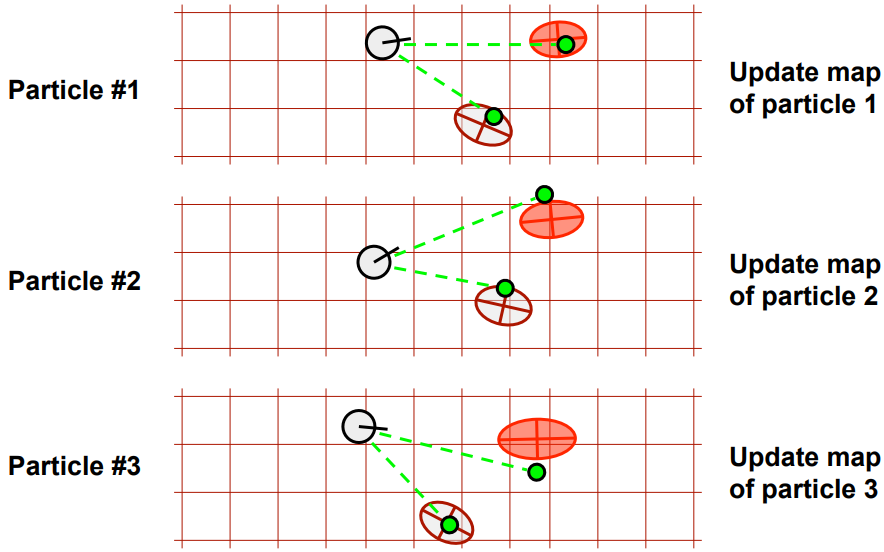 Particle #1
Update map
of particle 1
Particle #2
Update map
of particle 2
Particle #3
Update map
of particle 3